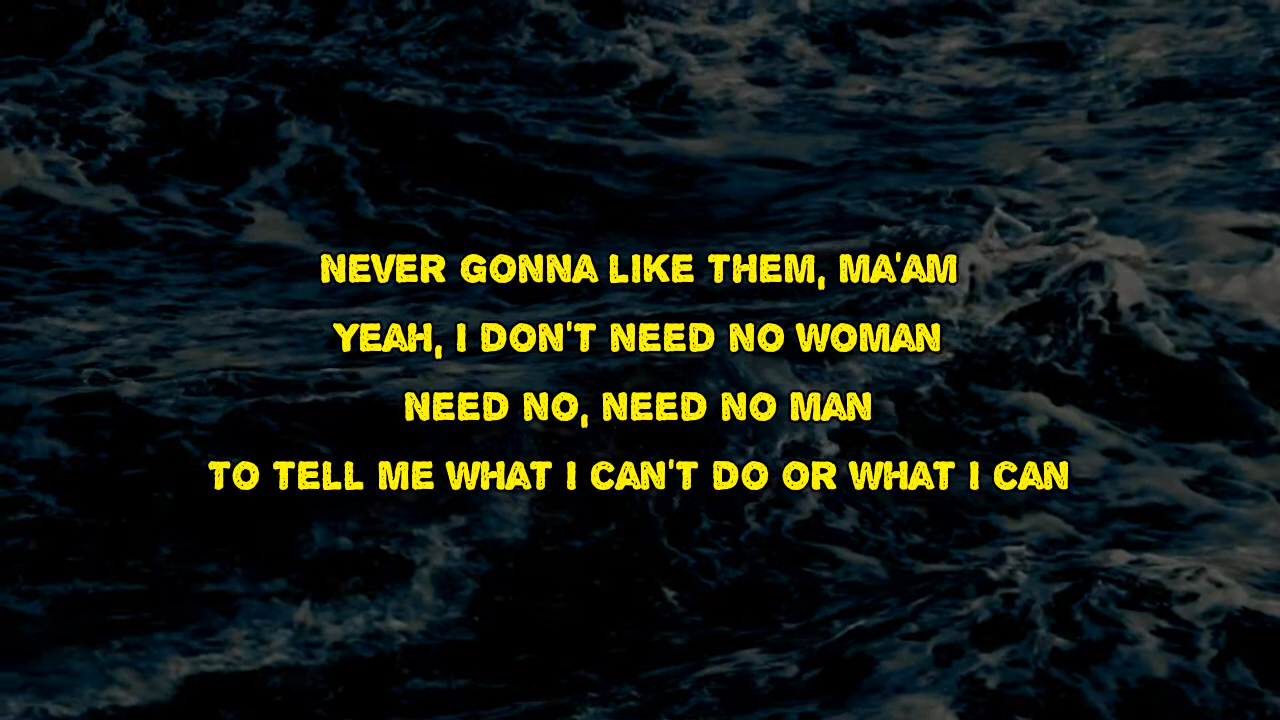 NEVER GONNA LIKE THEM, MA'AM
YEAH, I DON'T NEED NO WOMAN
NEED NO, NEED NO MAN
TO TELL ME WHAT I CAN'T DO OR WHAT I CAN